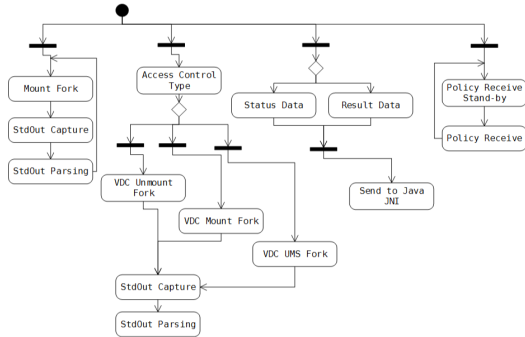 Mount Fork
StdOut Capture
StdOut Parsing
Access Control
Type
VDC Unmount
Fork
VDC Mount Fork
VDC UMS Fork
StdOut Capture
StdOut Parsing
Status Data
Result Data
Send to Java
JNI
Policy Receive
Stand-by
Policy Receive